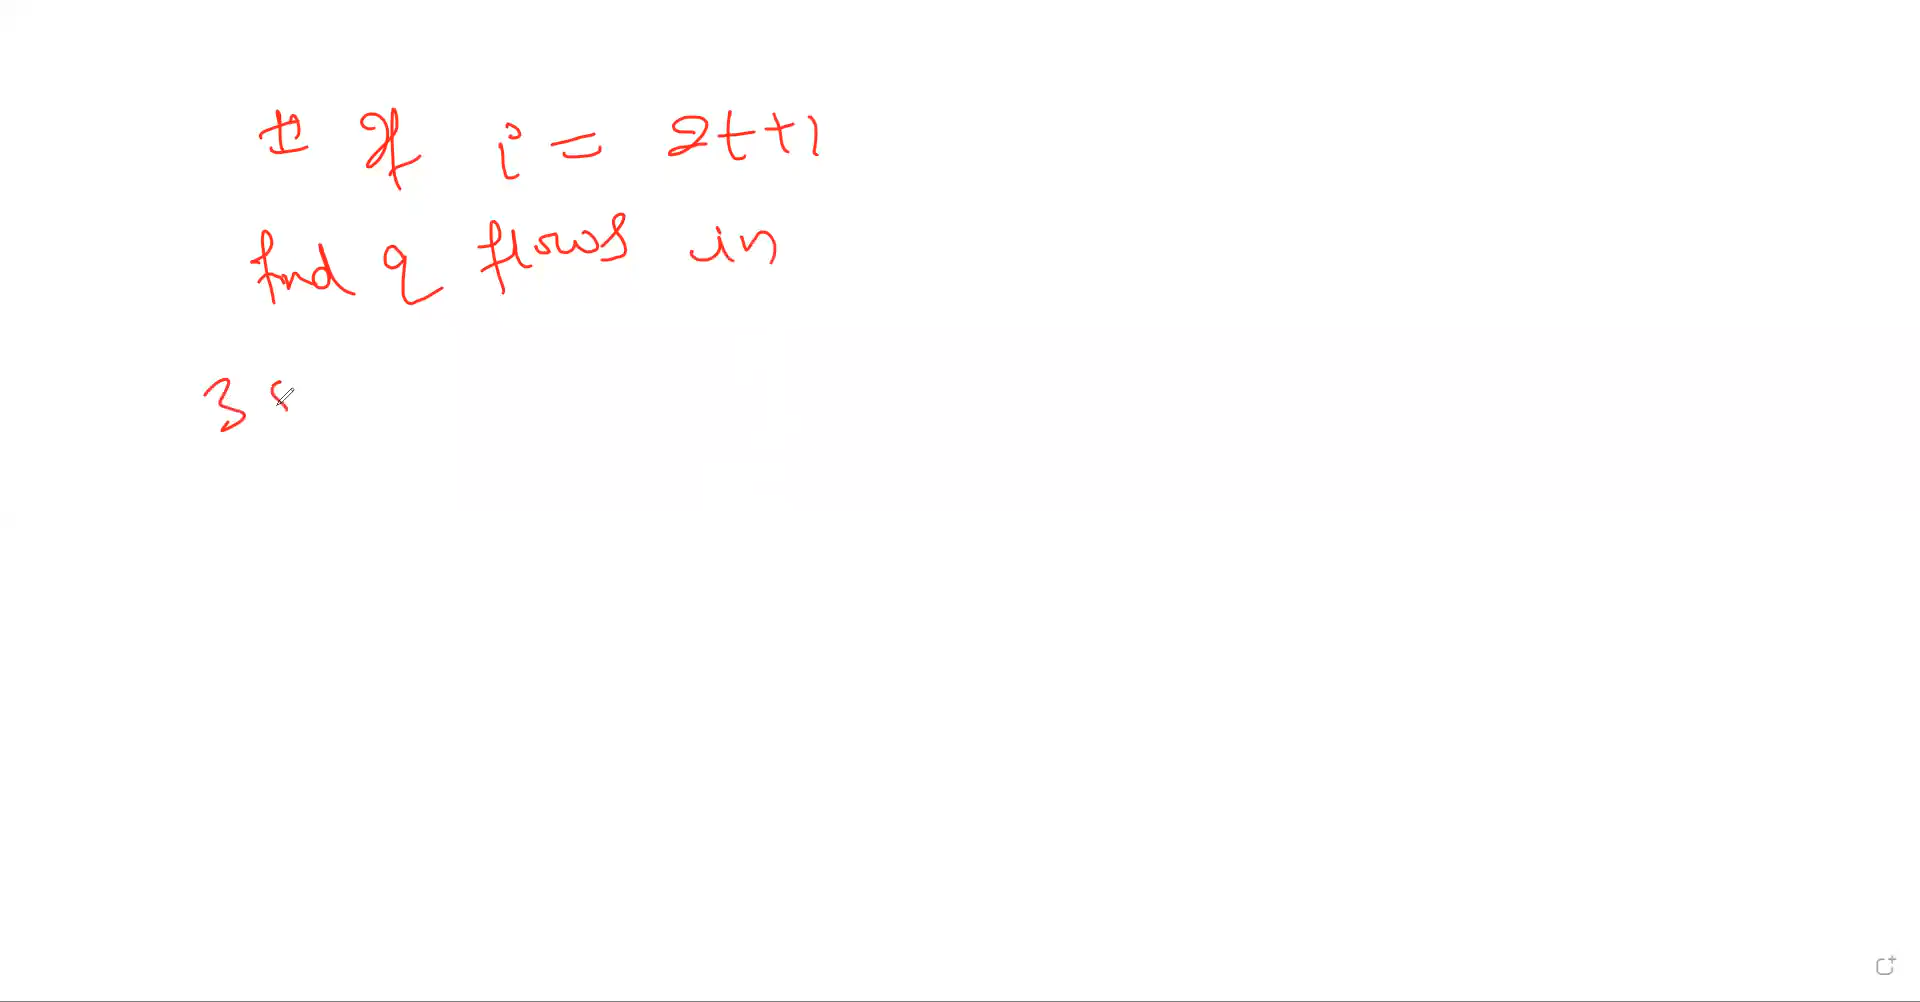 # If i = 2t+1
find q flows in
3 s